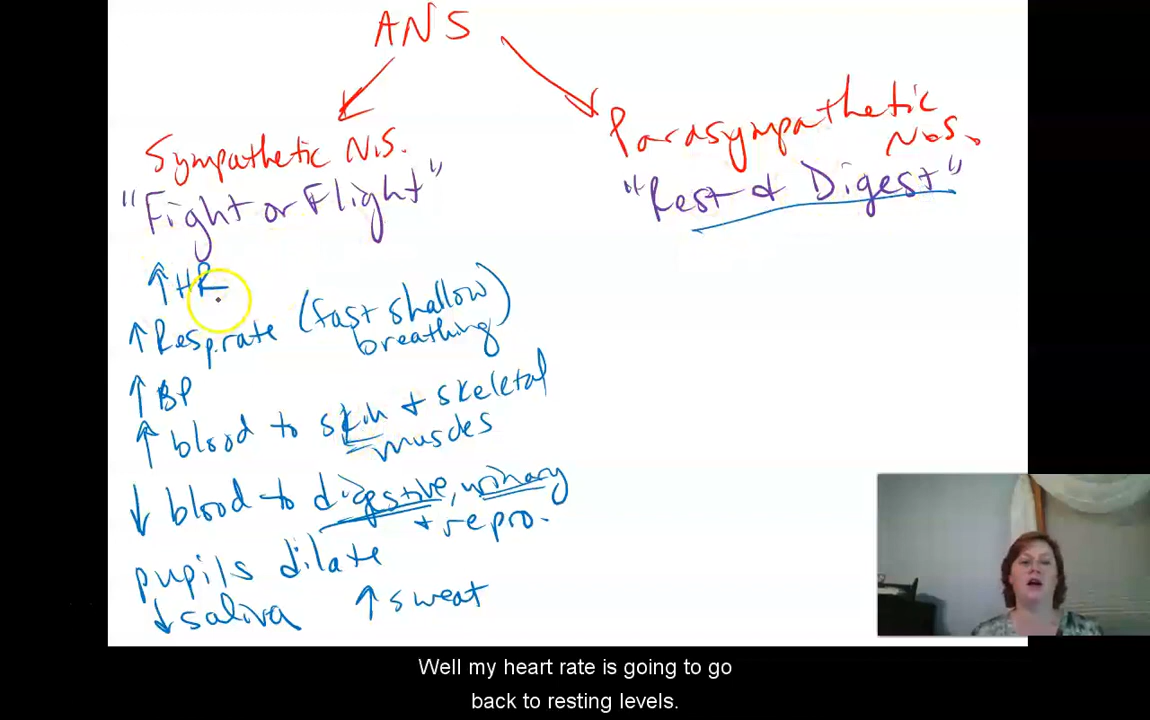 ANS
Sympathetic N.S.
"Fight or Flight"
↑ HR
↑ Resp. rate (fast shallow
breathing)
↑ BP
↑ blood to skin + skeletal
muscles
↓ blood to digestive, urinary
+ repro.
pupils dilate
↓ saliva ↑ sweat
Parasympathetic
N.S.
"Rest & Digest"
Well my heart rate is going to go
back to resting levels.